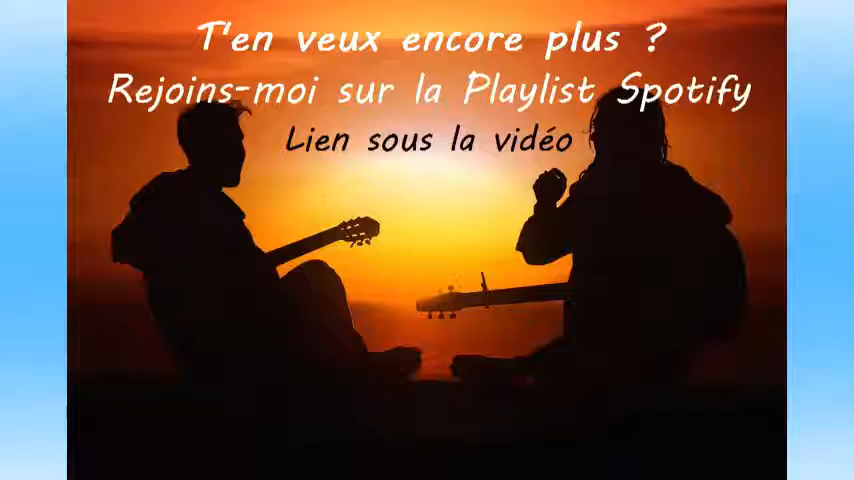 T'en veux encore plus ?
Rejoins-moi sur la Playlist Spotify
Lien sous la vidéo